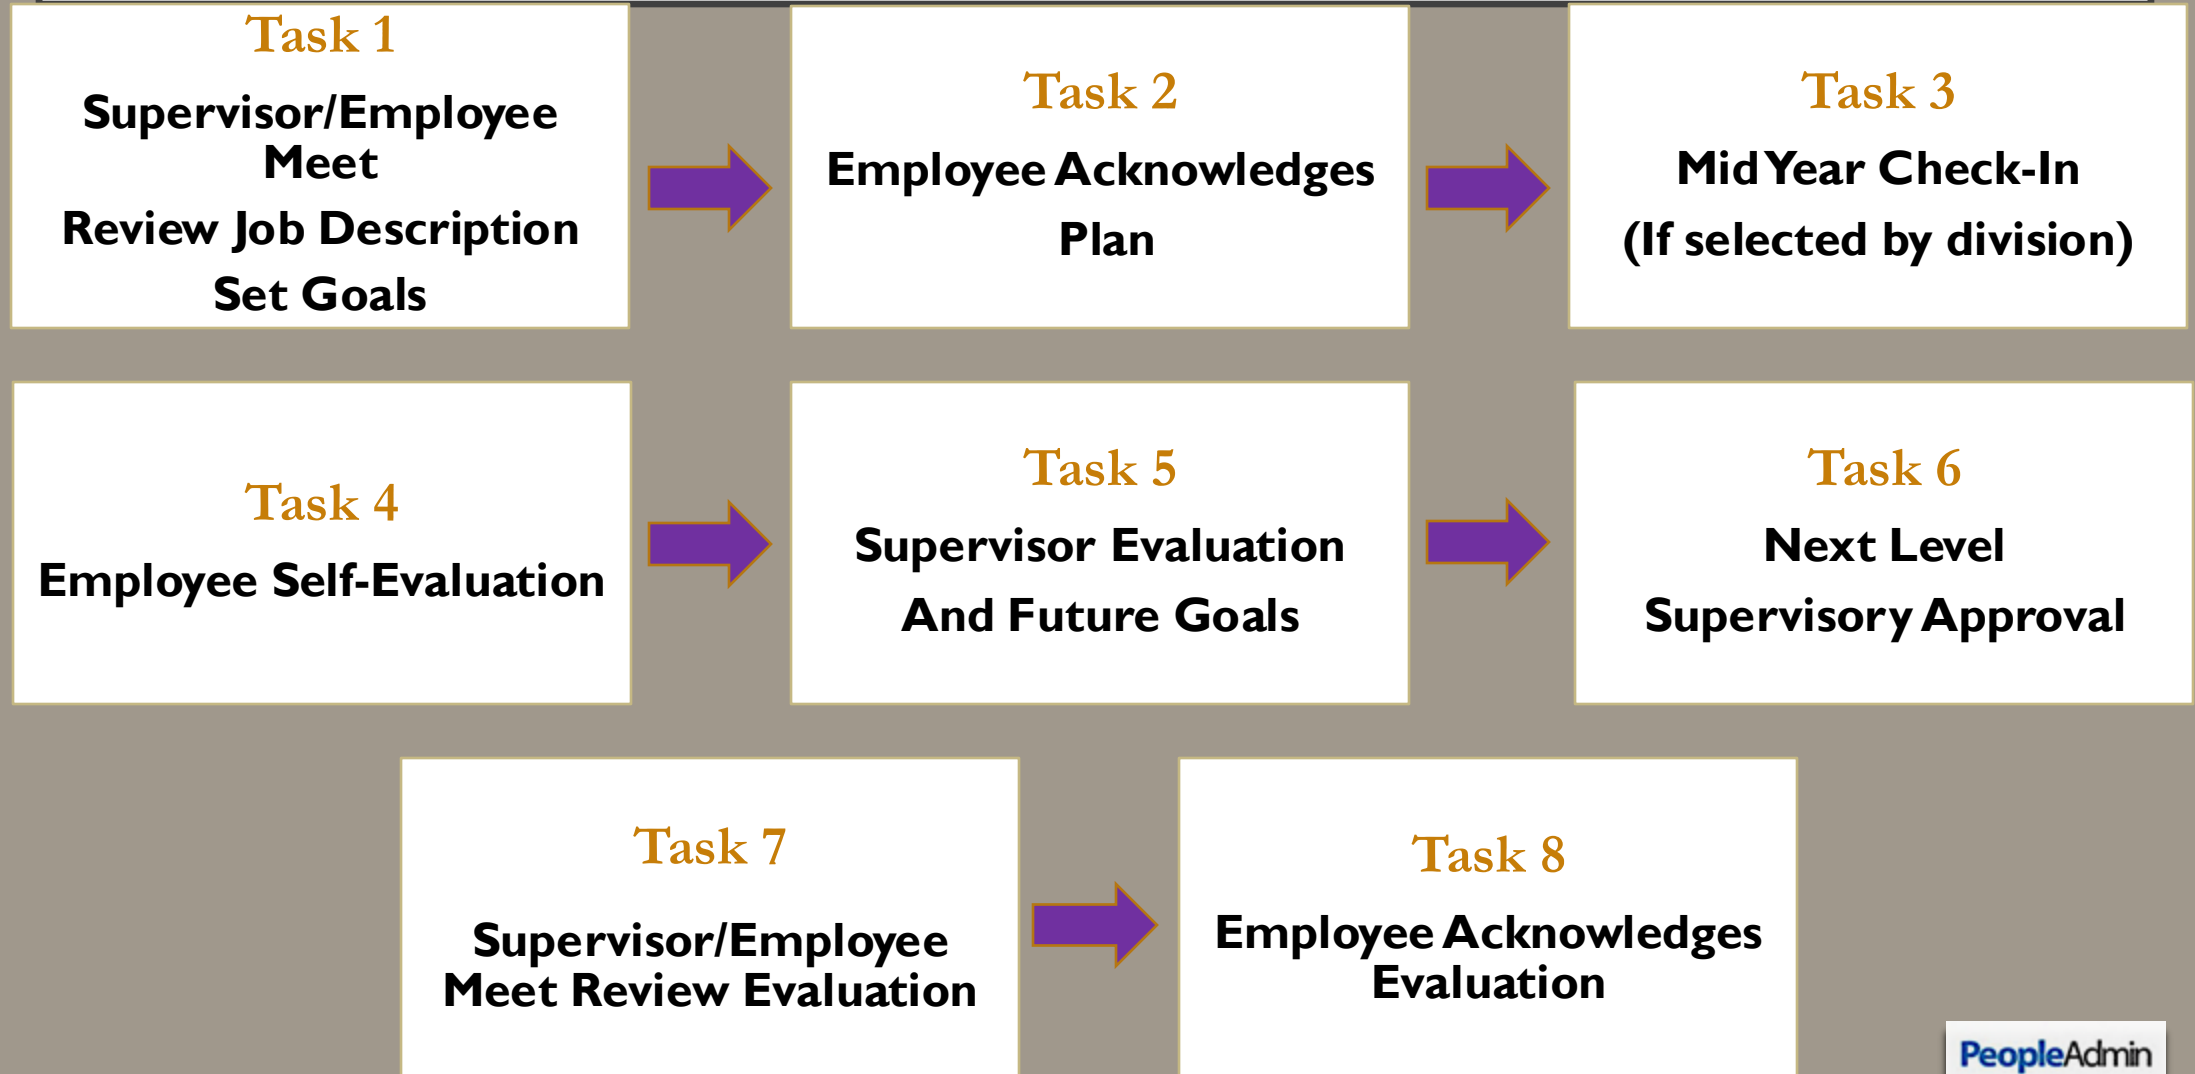 Task 1
Supervisor/Employee
Meet
Review Job Description
Set Goals
Task 2
Employee Acknowledges
Plan
Task 3
Mid Year Check-In
(If selected by division)
Task 4
Employee Self-Evaluation
Task 5
Supervisor Evaluation
And Future Goals
Task 6
Next Level
Supervisory Approval
Task 7
Supervisor/Employee
Meet Review Evaluation
Task 8
Employee Acknowledges
Evaluation
PeopleAdmin